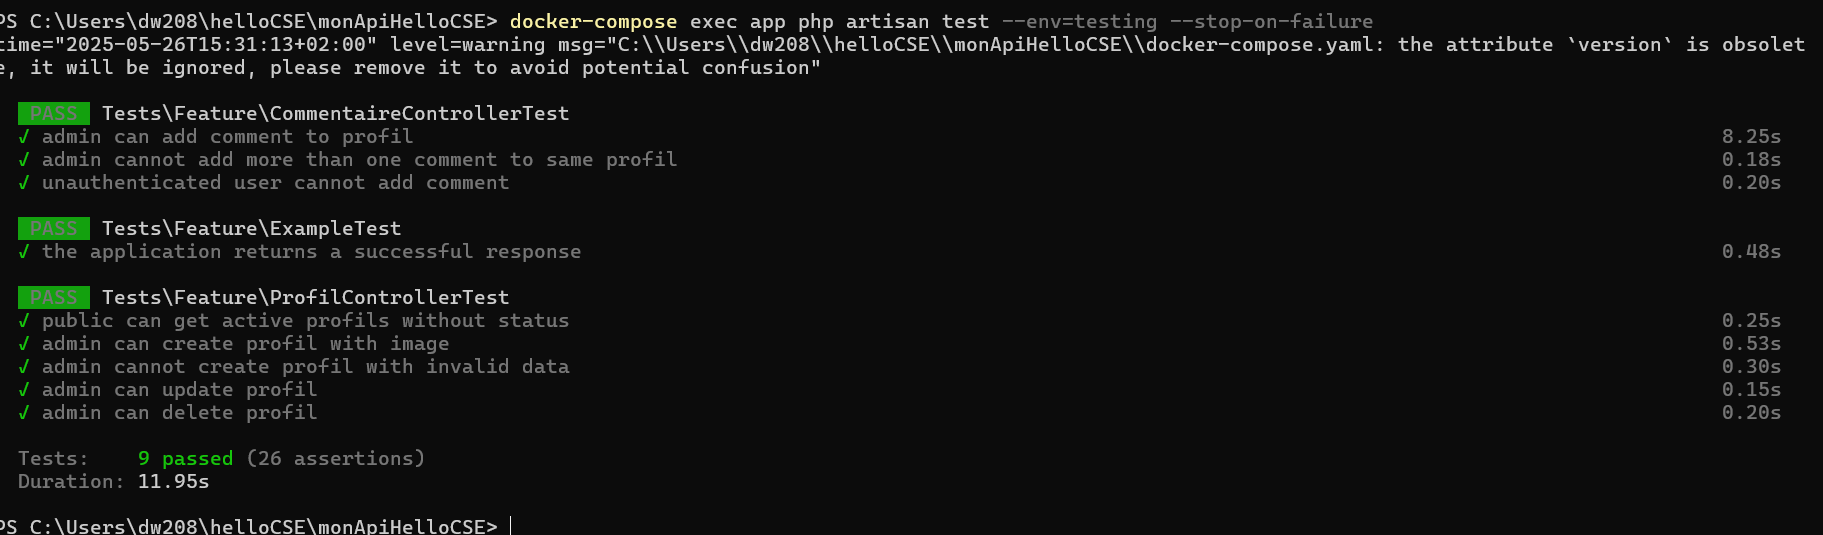 PS C:\Users\dw208\helloCSE\monApiHelloCSE> docker-compose exec app php artisan test --env=testing --stop-on-failure
time="2025-05-26T15:31:13+02:00" level=warning msg="C:\\Users\\dw208\\helloCSE\\monApiHelloCSE\\docker-compose.yaml: the attribute `version` is obsolet
e, it will be ignored, please remove it to avoid potential confusion"
PASS Tests\Feature\CommentaireControllerTest
✓ admin can add comment to profil 8.25s
✓ admin cannot add more than one comment to same profil 0.18s
✓ unauthenticated user cannot add comment 0.20s
PASS Tests\Feature\ExampleTest
✓ the application returns a successful response 0.48s
PASS Tests\Feature\ProfilControllerTest
✓ public can get active profils without status 0.25s
✓ admin can create profil with image 0.53s
✓ admin cannot create profil with invalid data 0.30s
✓ admin can update profil 0.15s
✓ admin can delete profil 0.20s
Tests: 9 passed (26 assertions)
Duration: 11.95s
PS C:\Users\dw208\helloCSE\monApiHelloCSE>